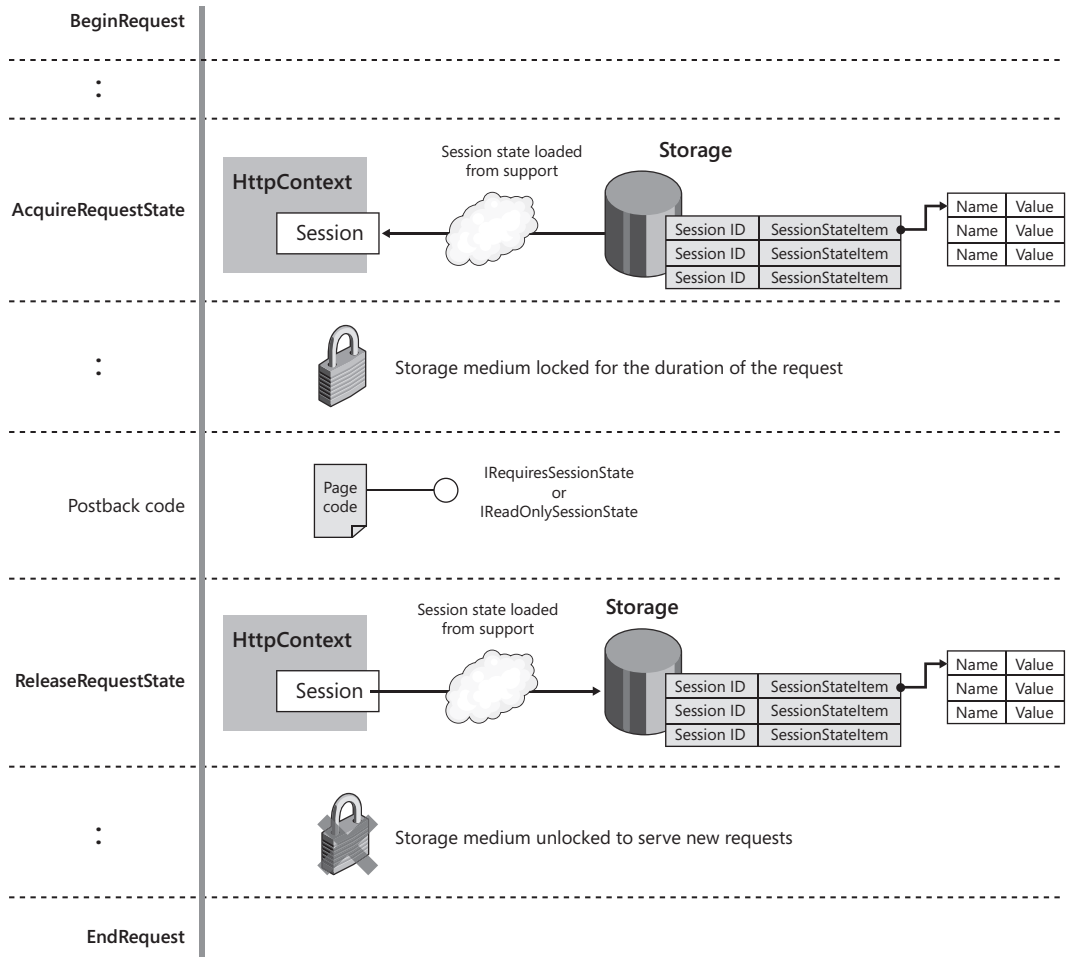 BeginRequest
:
AcquireRequestState
HttpContext
Session
Session state loaded
from support
Storage
Session ID SessionStateItem
Session ID SessionStateItem
Session ID SessionStateItem
Name Value
Name Value
Name Value
:
Storage medium locked for the duration of the request
Postback code
Page
code
IRequiresSessionState
or
IReadOnlySessionState
ReleaseRequestState
HttpContext
Session
Session state loaded
from support
Storage
Session ID SessionStateItem
Session ID SessionStateItem
Session ID SessionStateItem
Name Value
Name Value
Name Value
:
Storage medium unlocked to serve new requests
EndRequest